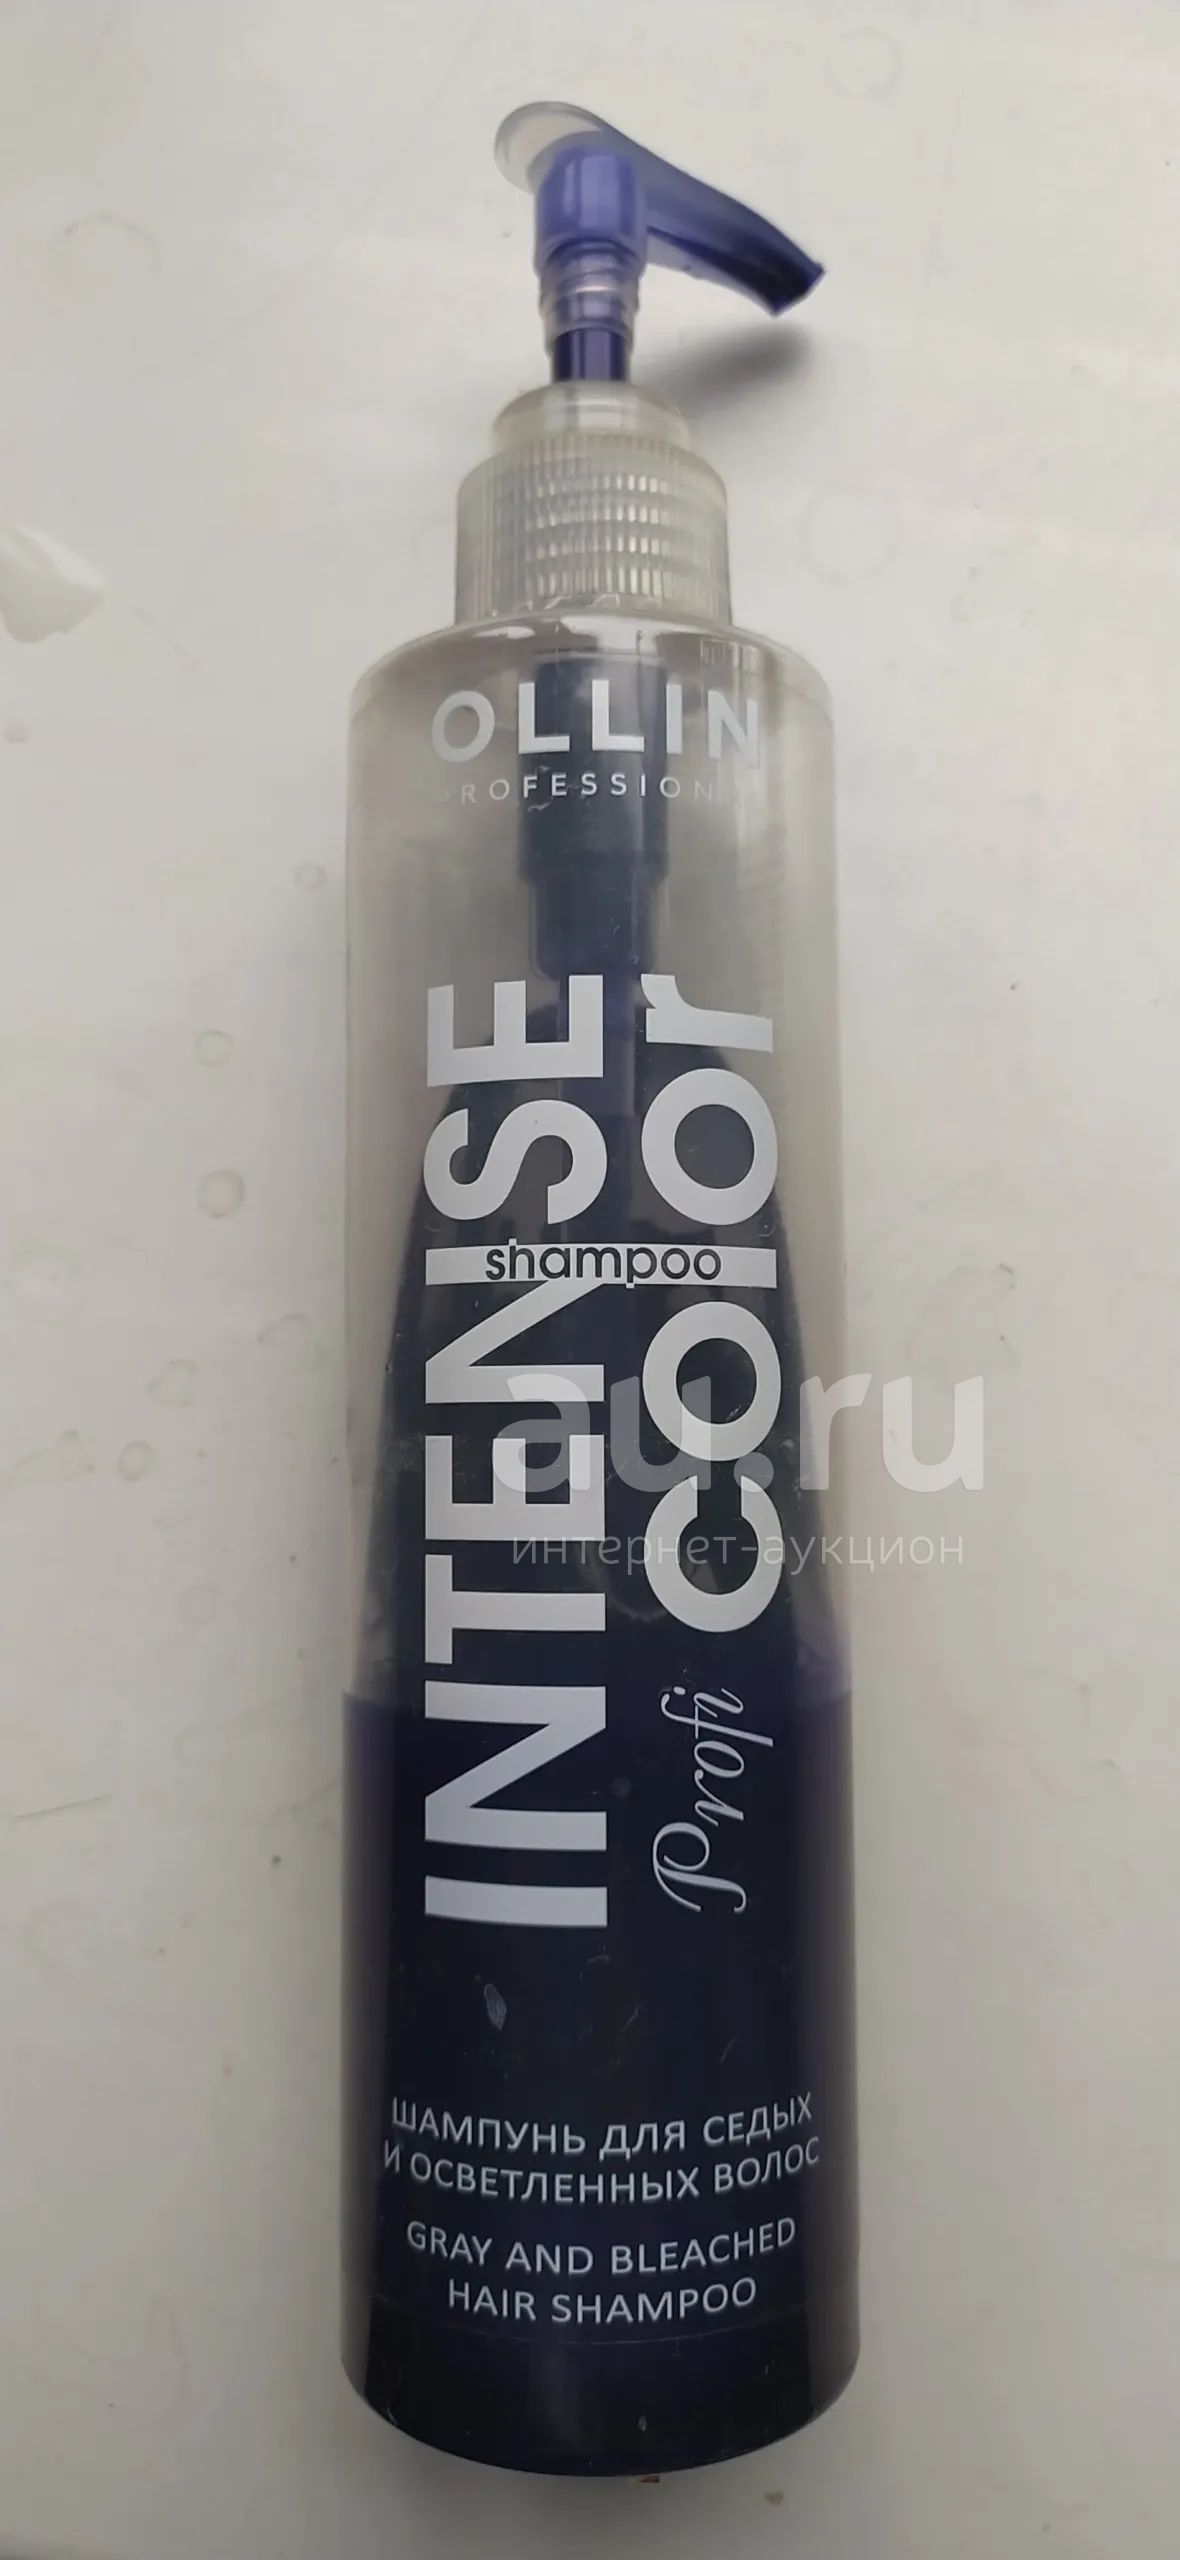 OLLIN
PROFESSION
INTENSE
color
shampoo
Profi
au.ru
интернет-аукцион
ШАМПУНЬ ДЛЯ СЕДЫХ
И ОСВЕТЛЕННЫХ ВОЛОС
GRAY AND BLEACHED
HAIR SHAMPOO